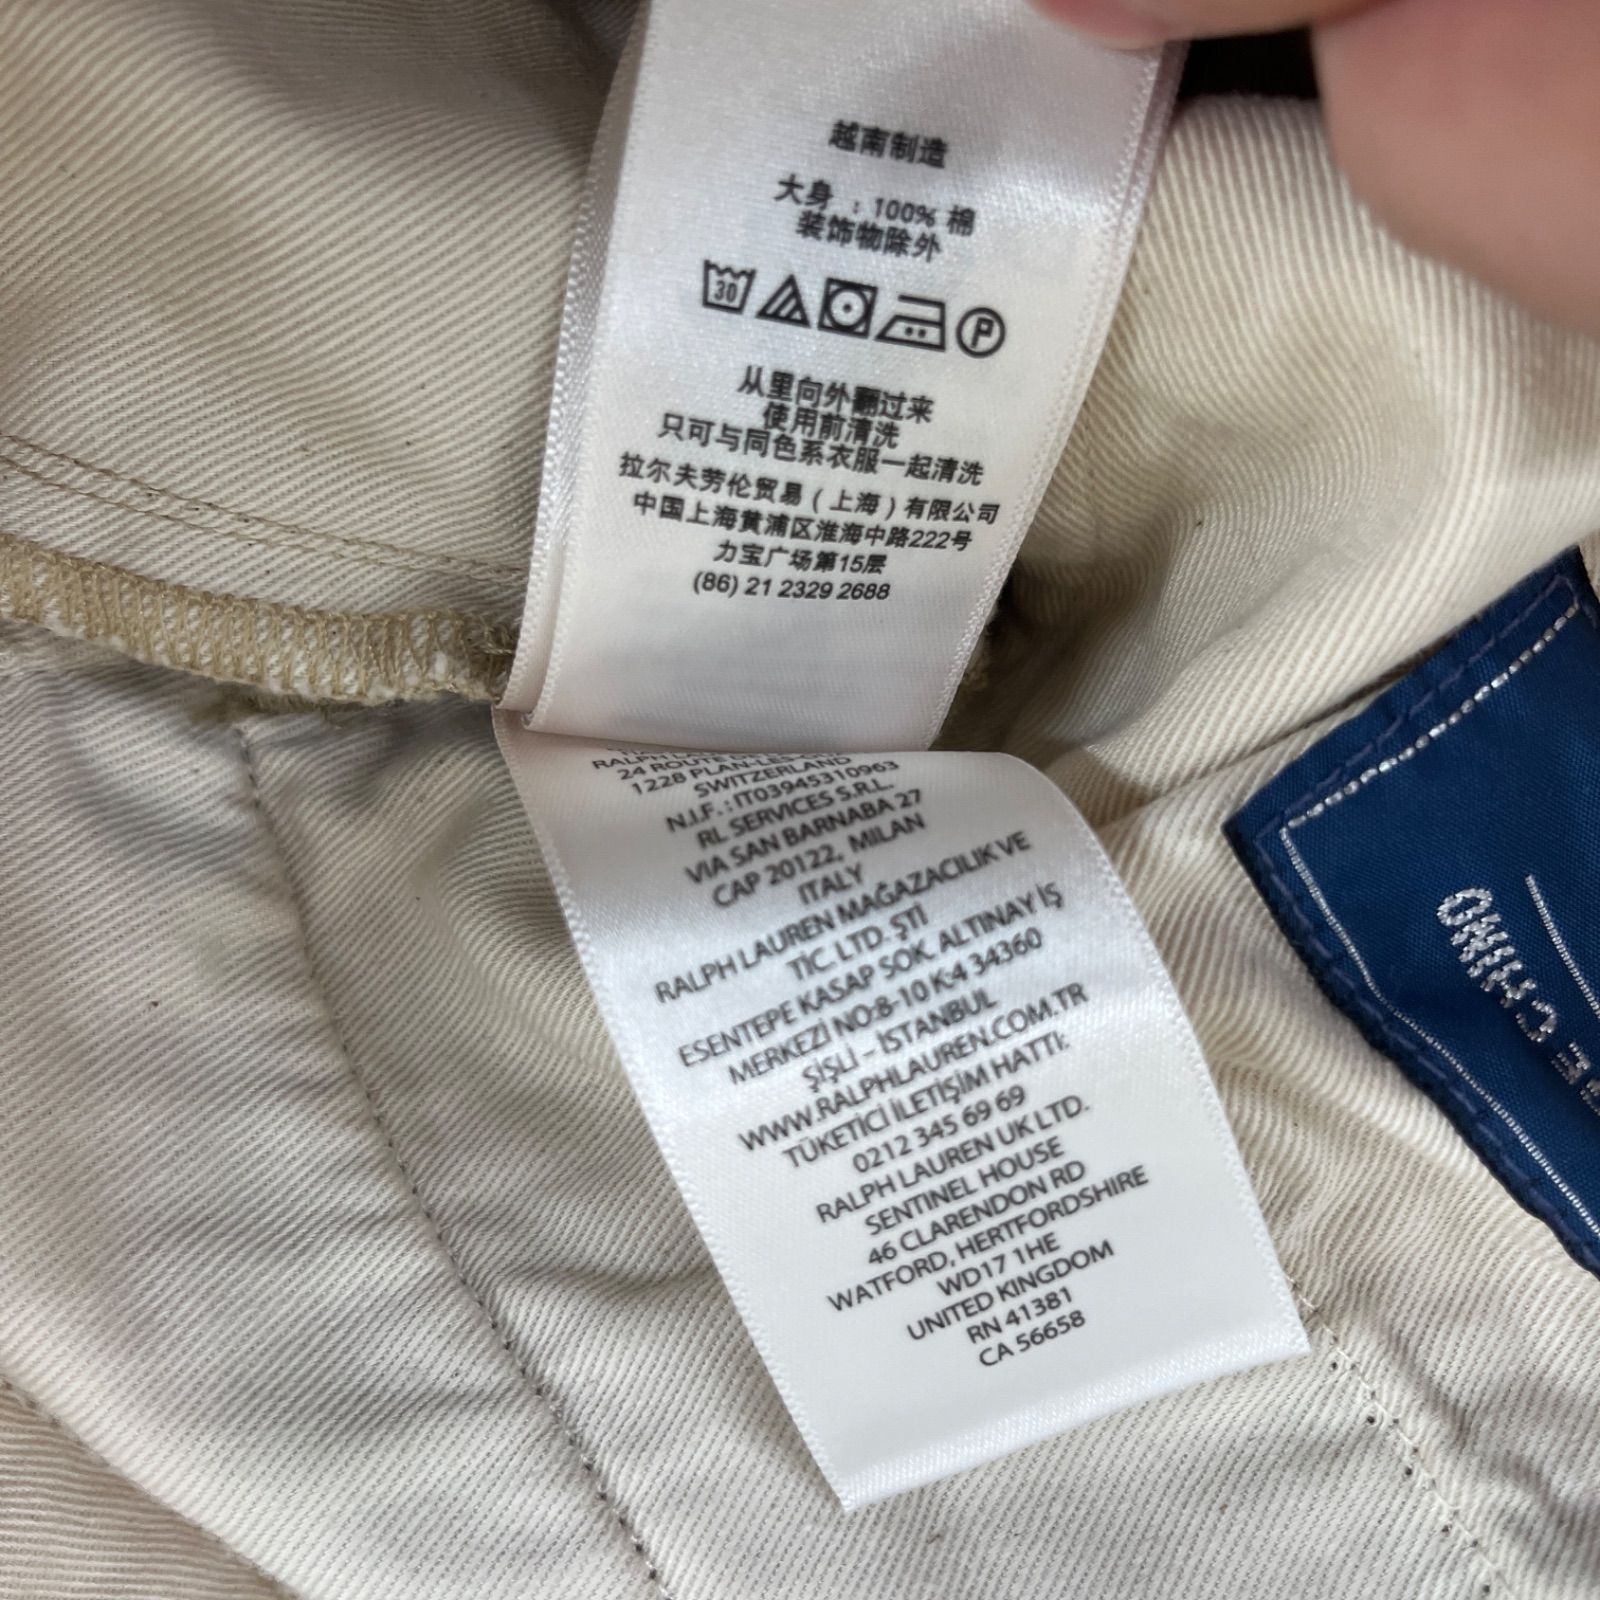 越南制造
大身 : 100% 棉
装饰物除外
30
P
从里向外翻过来
使用前清洗
只可与同色系衣服一起清洗
拉尔夫劳伦贸易(上海)有限公司
中国上海黄浦区淮海中路222号
力宝广场第15层
(86) 21 2329 2688
24 ROUTE
1228 PLAN-LES-
SWITZERLAND
N.I.F.: IT03945310963
RL SERVICES S.R.L.
VIA SAN BARNABA 27
CAP 20122, MILAN
ITALY
RALPH LAUREN MAĞAZACILIK VE
TİC. LTD. ŞTİ
ESENTEPE KASAP SOK. ALTINAY İŞ
MERKEZİ NO:8-10 K:4 34360
ŞİŞLİ – İSTANBUL
WWW.RALPHLAUREN.COM.TR
TÜKETİCİ İLETİŞİM HATTI:
0212 345 69 69
RALPH LAUREN UK LTD.
SENTINEL HOUSE
46 CLARENDON RD
WATFORD, HERTFORDSHIRE
WD17 1HE
UNITED KINGDOM
RN 41381
CA 56658
CHINO